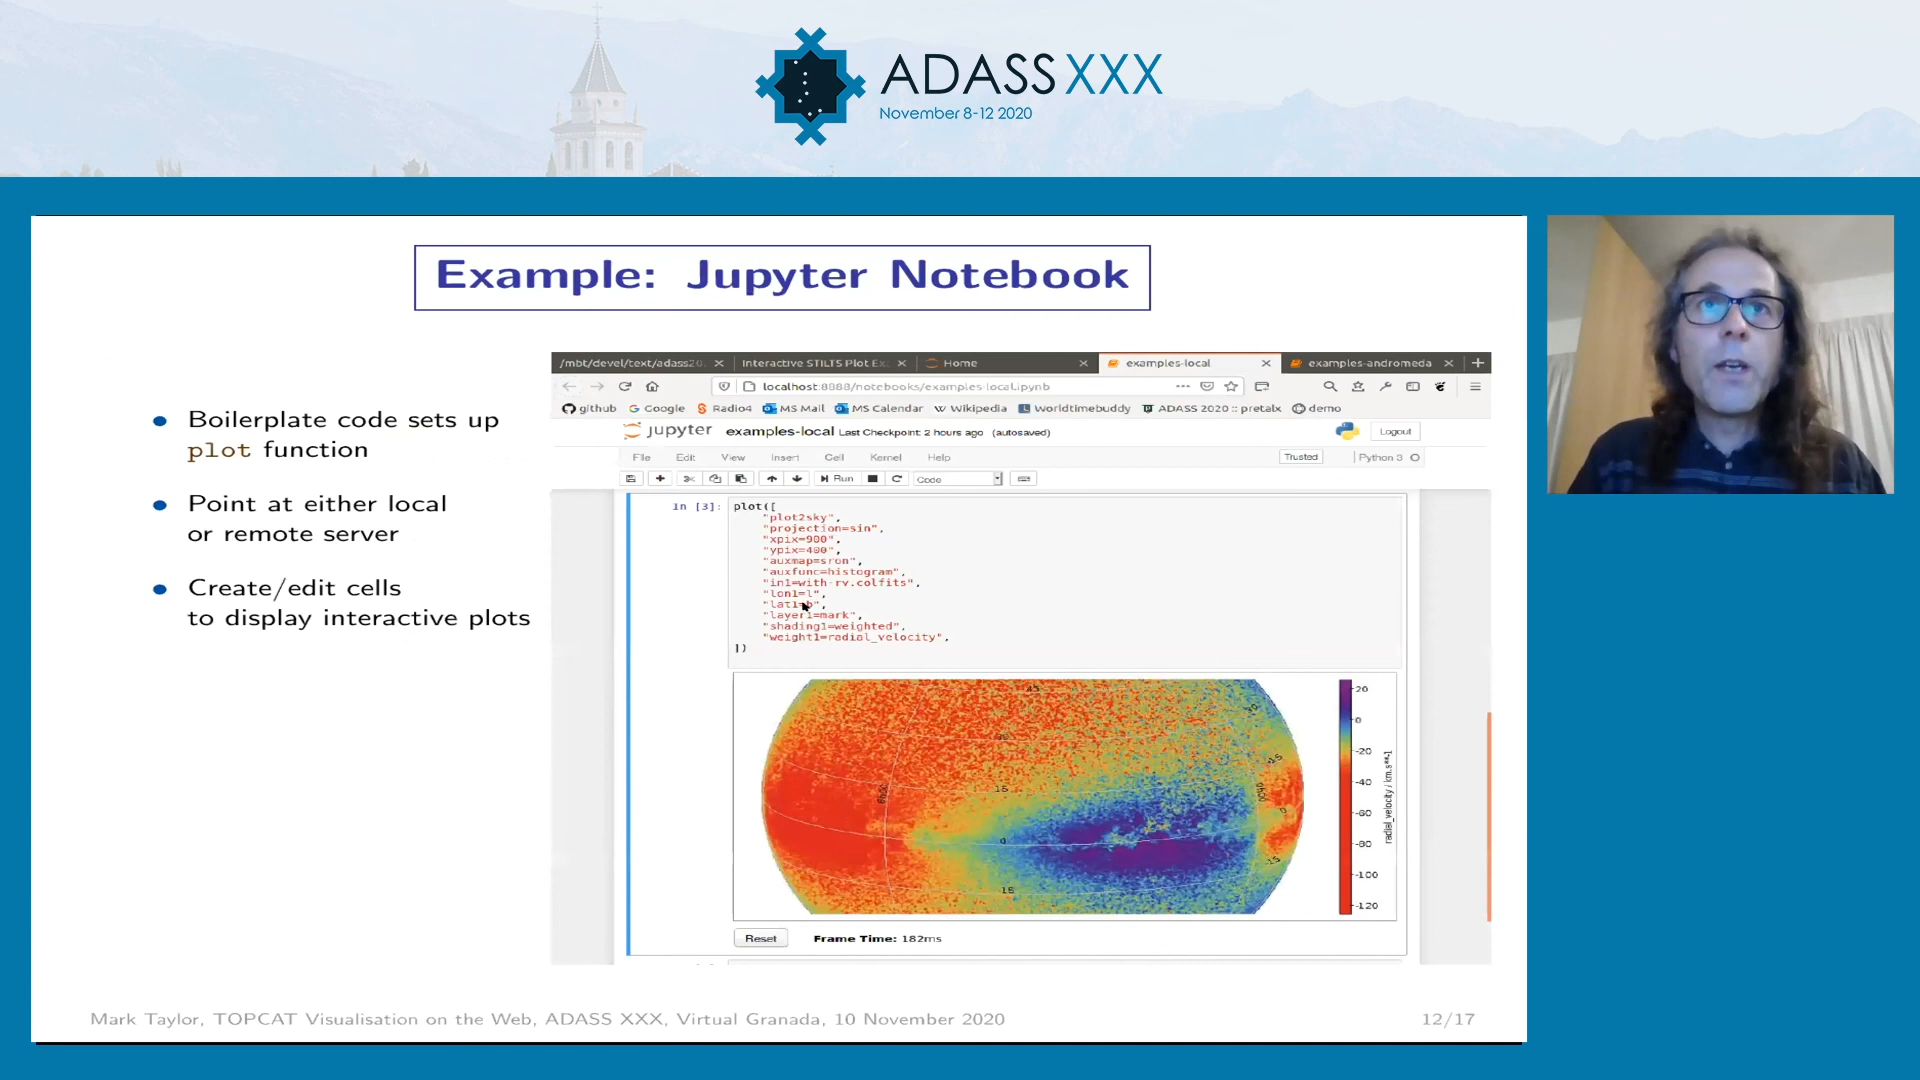 ADASS XXX
November 8-12 2020
Example: Jupyter Notebook
Boilerplate code sets up
plot function
Point at either local
or remote server
Create/edit cells
to display interactive plots
/mbt/devel/text/adass20
Interactive STILTS Plot Ex
Home
examples-local
examples-andromeda
localhost:8888/notebooks/examples-local.ipynb
github Google Radio4 MS Mail MS Calendar Wikipedia Worldtimebuddy ADASS 2020 :: pretalx demo
jupyter examples-local Last Checkpoint: 2 hours ago (autosaved)
Logout
File Edit View Insert Cell Kernel Help
Trusted
Python 3
Run
Code
In [3]:
plot([
"plot2sky",
"projection=sin",
"xpix=900",
"ypix=400",
"auxmap=sron",
"auxfunc=histogram",
"in1=with-rv.colfits",
"lon1=l",
"lat1=b",
"layer1=mark",
"shading1=weighted",
"weight1=radial_velocity",
])
45
15
0
15
-15
0
-15
20
0
-20
-40
-60
-80
-100
-120
radial_velocity / km.s**-1
Reset
Frame Time: 182ms
Mark Taylor, TOPCAT Visualisation on the Web, ADASS XXX, Virtual Granada, 10 November 2020
12/17